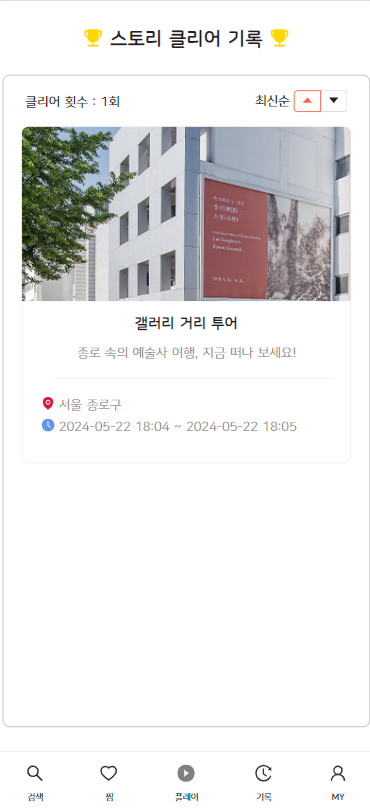 스토리 클리어 기록
클리어 횟수 : 1회
최신순
갤러리 거리 투어
종로 속의 예술사 여행, 지금 떠나 보세요!
서울 종로구
2024-05-22 18:04 ~ 2024-05-22 18:05
검색
찜
플레이
기록
MY